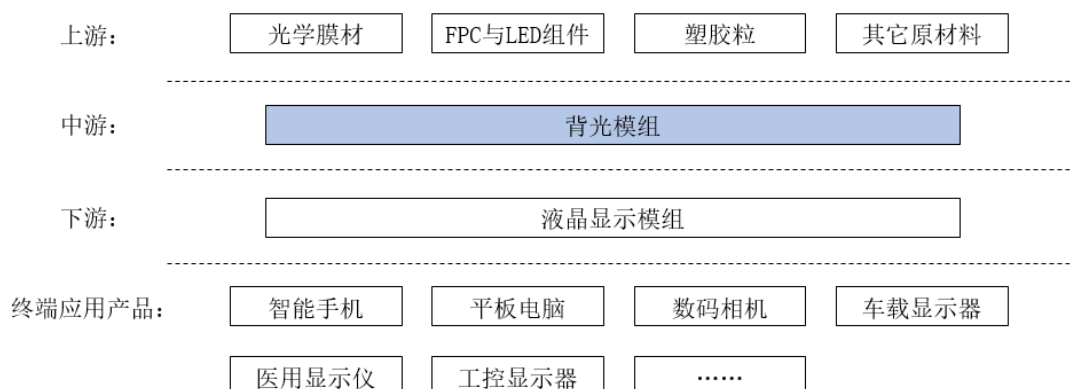 上游： 光学膜材 FPC与LED组件 塑胶粒 其它原材料
中游： 背光模组
下游： 液晶显示模组
终端应用产品： 智能手机 平板电脑 数码相机 车载显示器
医用显示仪 工控显示器 ……